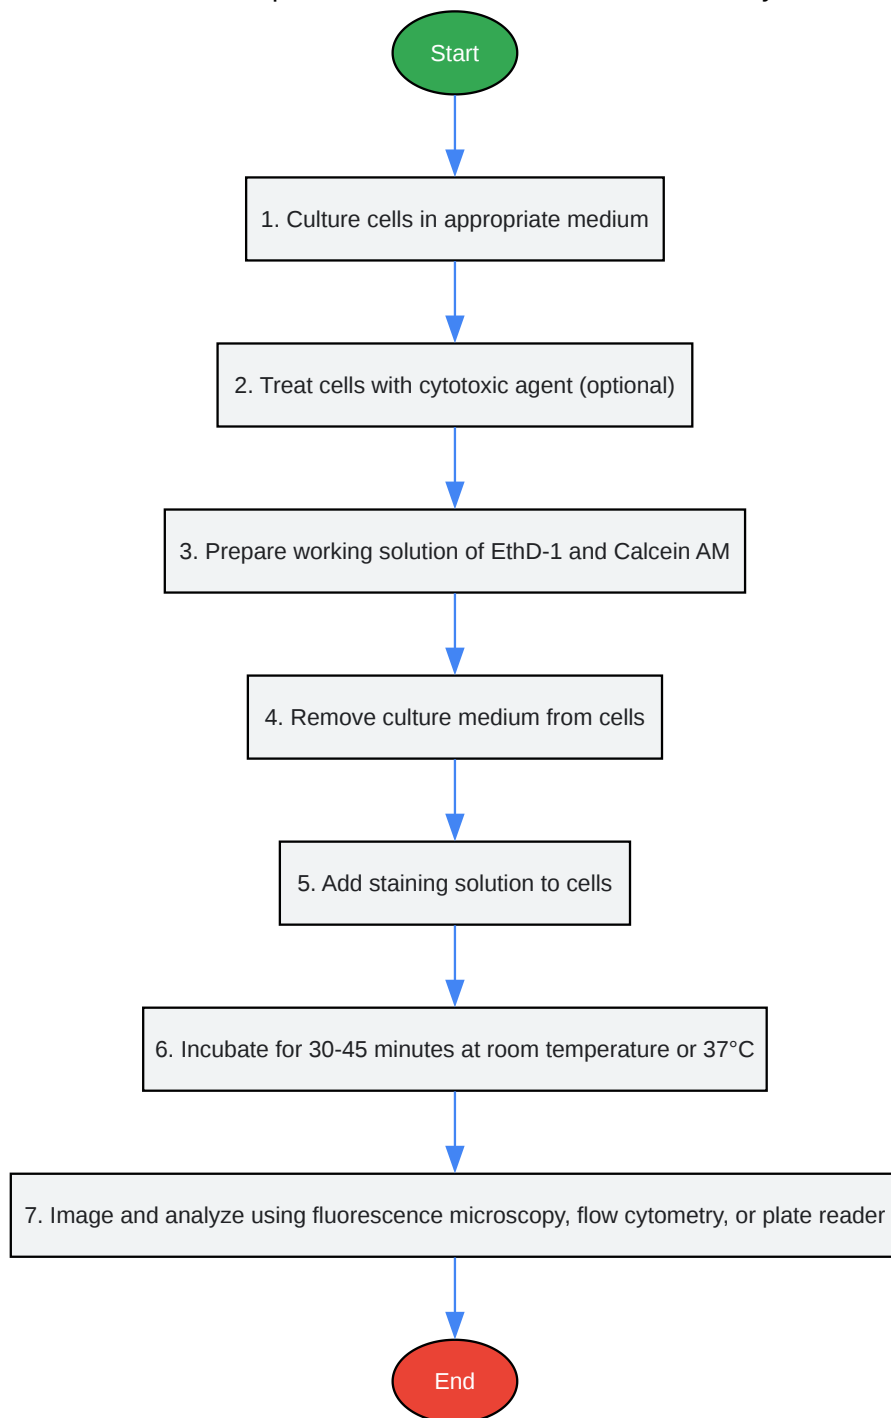 Start
1. Culture cells in appropriate medium
2. Treat cells with cytotoxic agent (optional)
3. Prepare working solution of EthD-1 and Calcein AM
4. Remove culture medium from cells
5. Add staining solution to cells
6. Incubate for 30-45 minutes at room temperature or 37°C
7. Image and analyze using fluorescence microscopy, flow cytometry, or plate reader
End